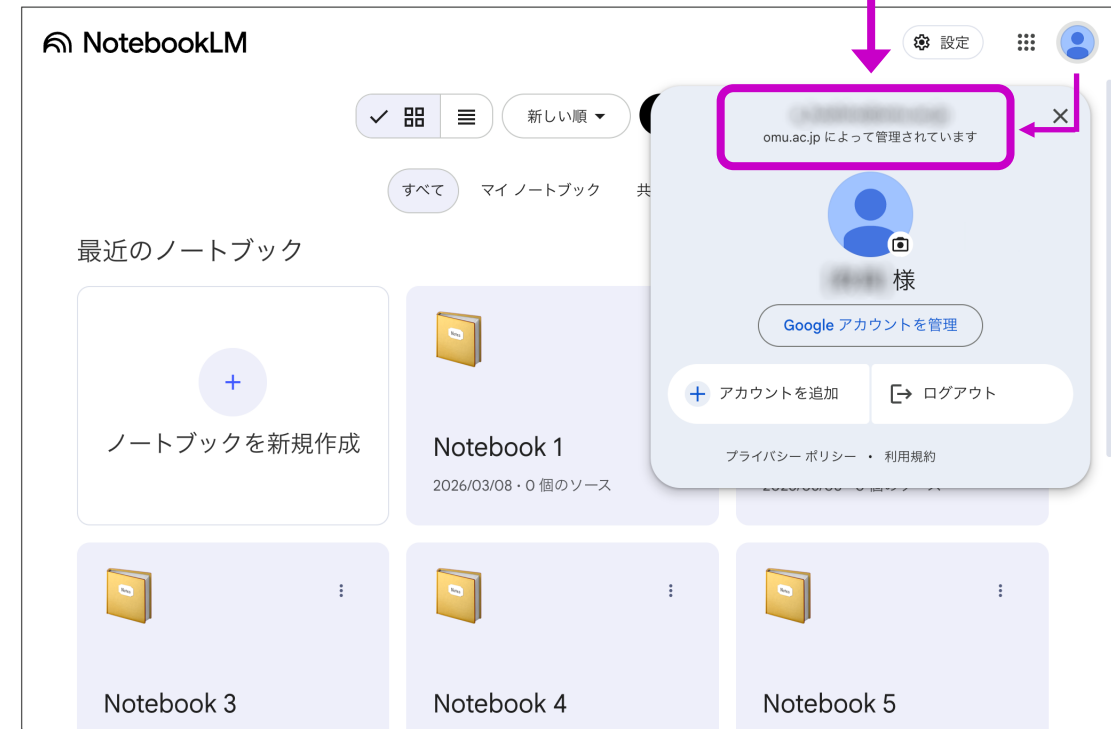 NotebookLM
設定
新しい順
omu.ac.jp によって管理されています
すべて
マイ ノートブック
共
様
最近のノートブック
Google アカウントを管理
アカウントを追加
ログアウト
プライバシー ポリシー ・ 利用規約
ノートブックを新規作成
Notebook 1
2026/03/08・0 個のソース
Notebook 3
Notebook 4
Notebook 5